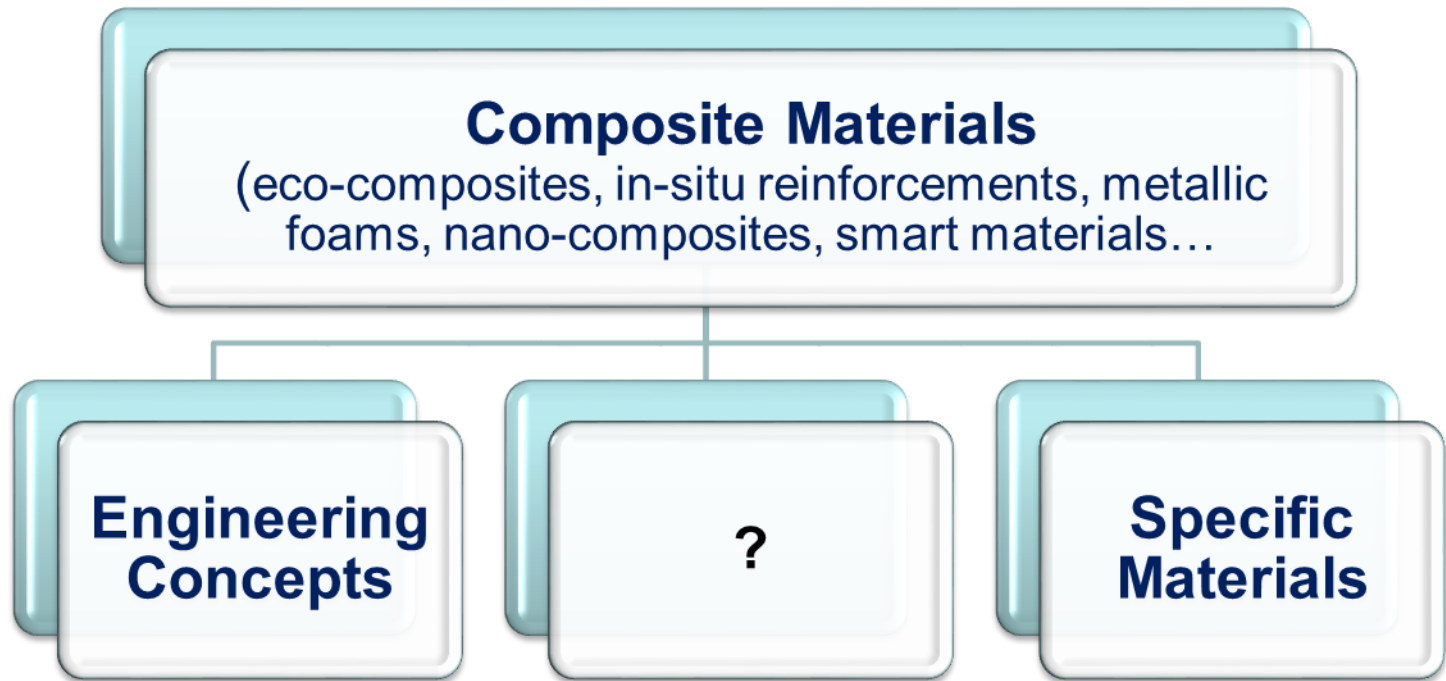 Composite Materials
(eco-composites, in-situ reinforcements, metallic
foams, nano-composites, smart materials…
Engineering
Concepts
?
Specific
Materials